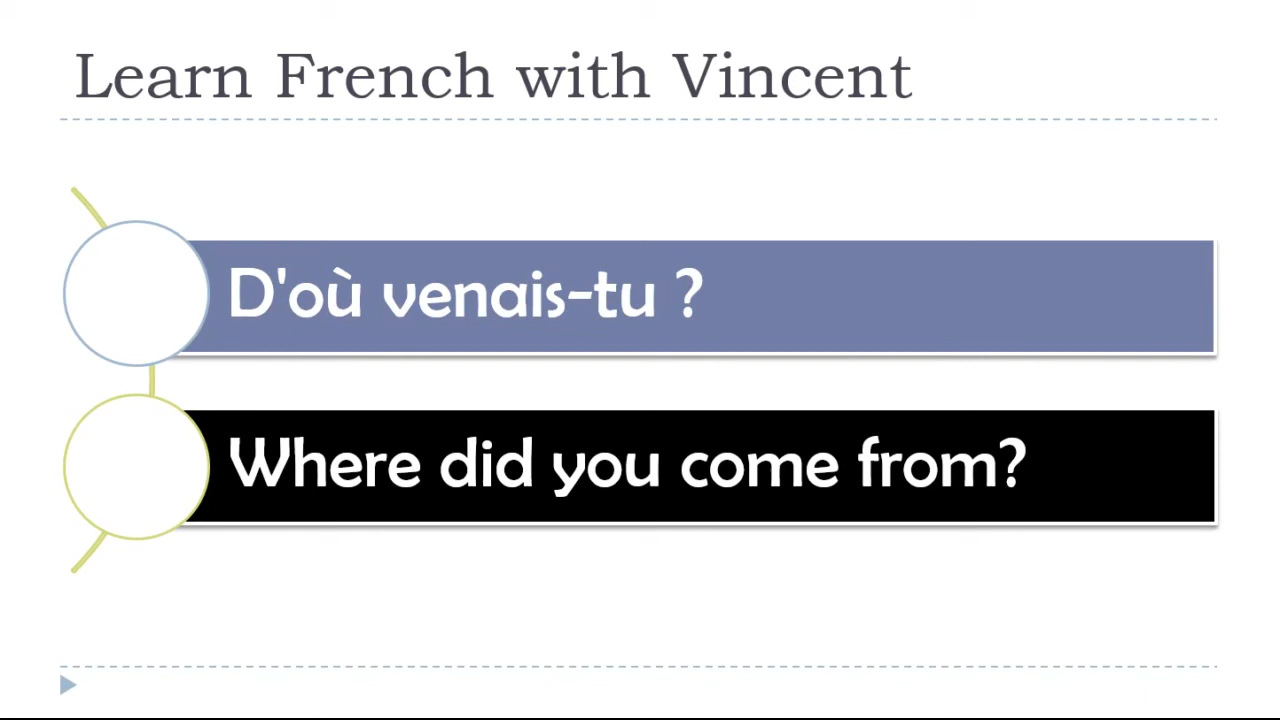 Learn French with Vincent
D'où venais-tu ?
Where did you come from?